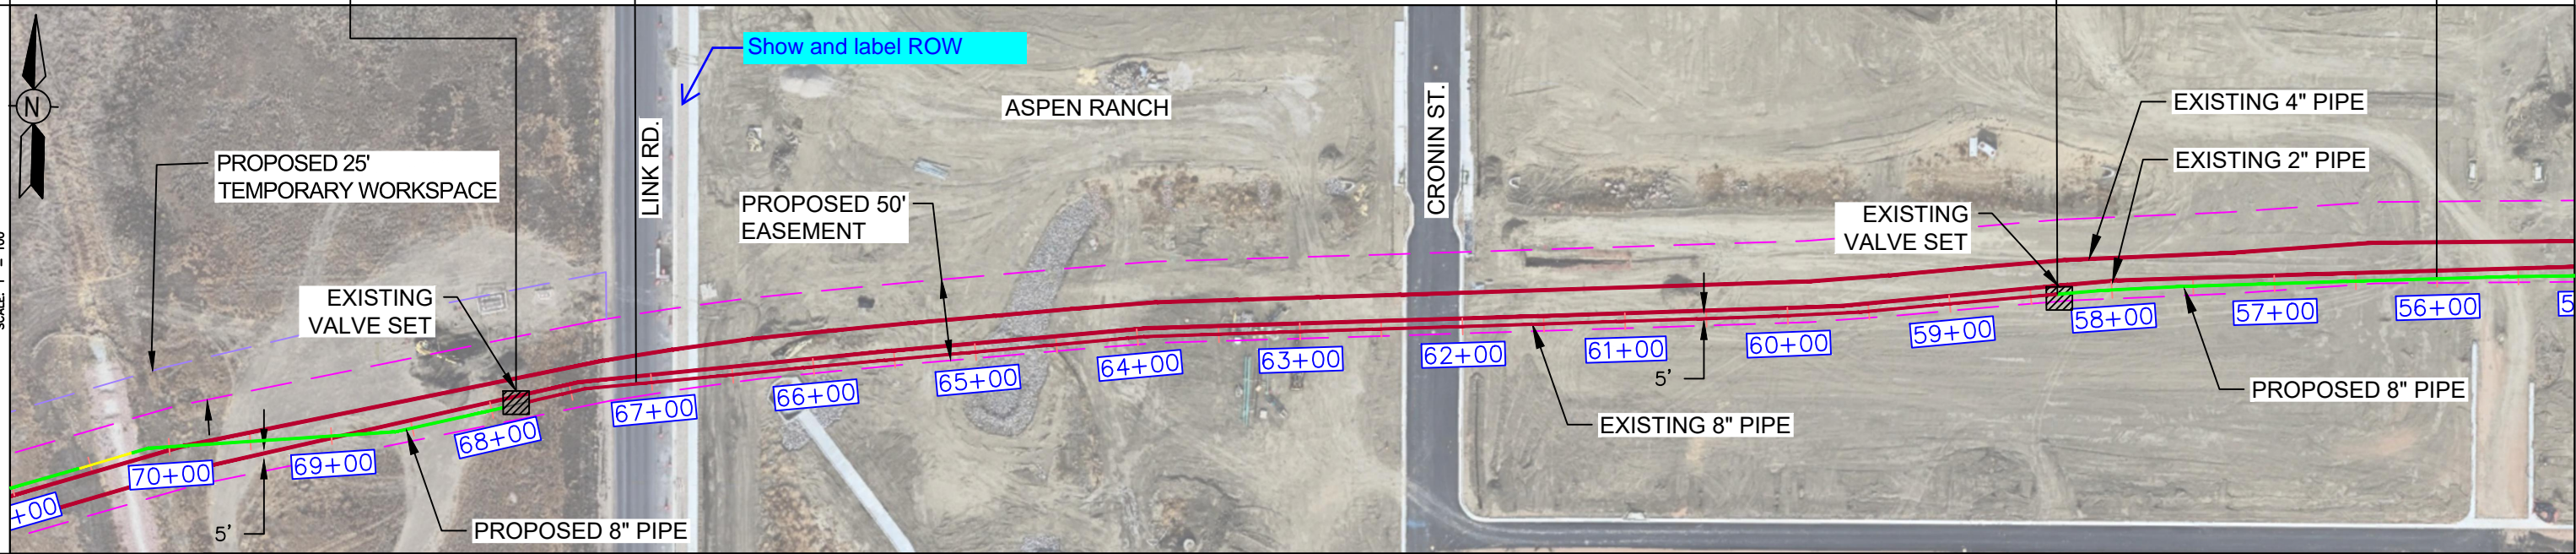 Show and label ROW
N
ASPEN RANCH
EXISTING 4" PIPE
LINK RD.
CRONIN ST.
PROPOSED 25'
TEMPORARY WORKSPACE
EXISTING 2" PIPE
PROPOSED 50'
EASEMENT
EXISTING
VALVE SET
EXISTING
VALVE SET
70+00
69+00
68+00
67+00
66+00
65+00
64+00
63+00
62+00
61+00
60+00
59+00
58+00
57+00
56+00
5
+00
5'
5'
EXISTING 8" PIPE
PROPOSED 8" PIPE
PROPOSED 8" PIPE